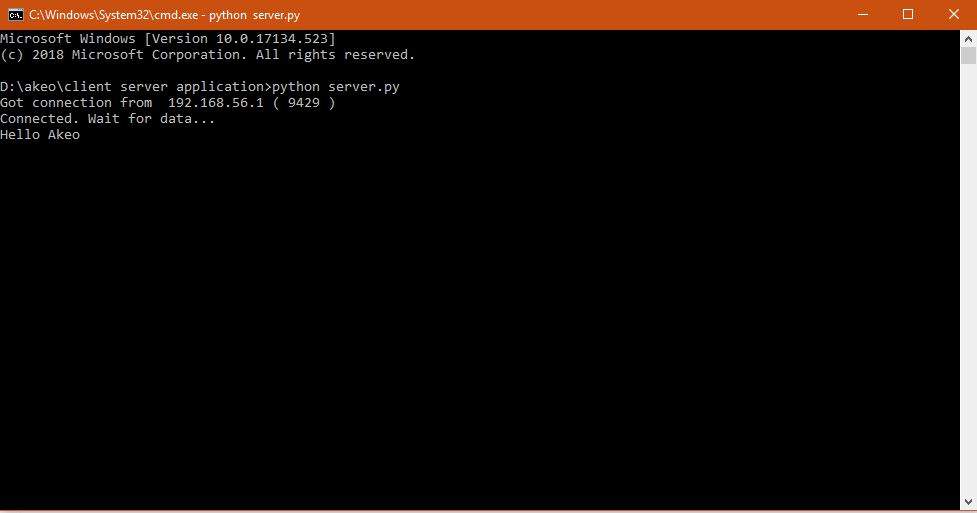 C:\Windows\System32\cmd.exe - python  server.py
Microsoft Windows [Version 10.0.17134.523]
(c) 2018 Microsoft Corporation. All rights reserved.
D:\akeo\client server application>python server.py
Got connection from  192.168.56.1 ( 9429 )
Connected. Wait for data...
Hello Akeo